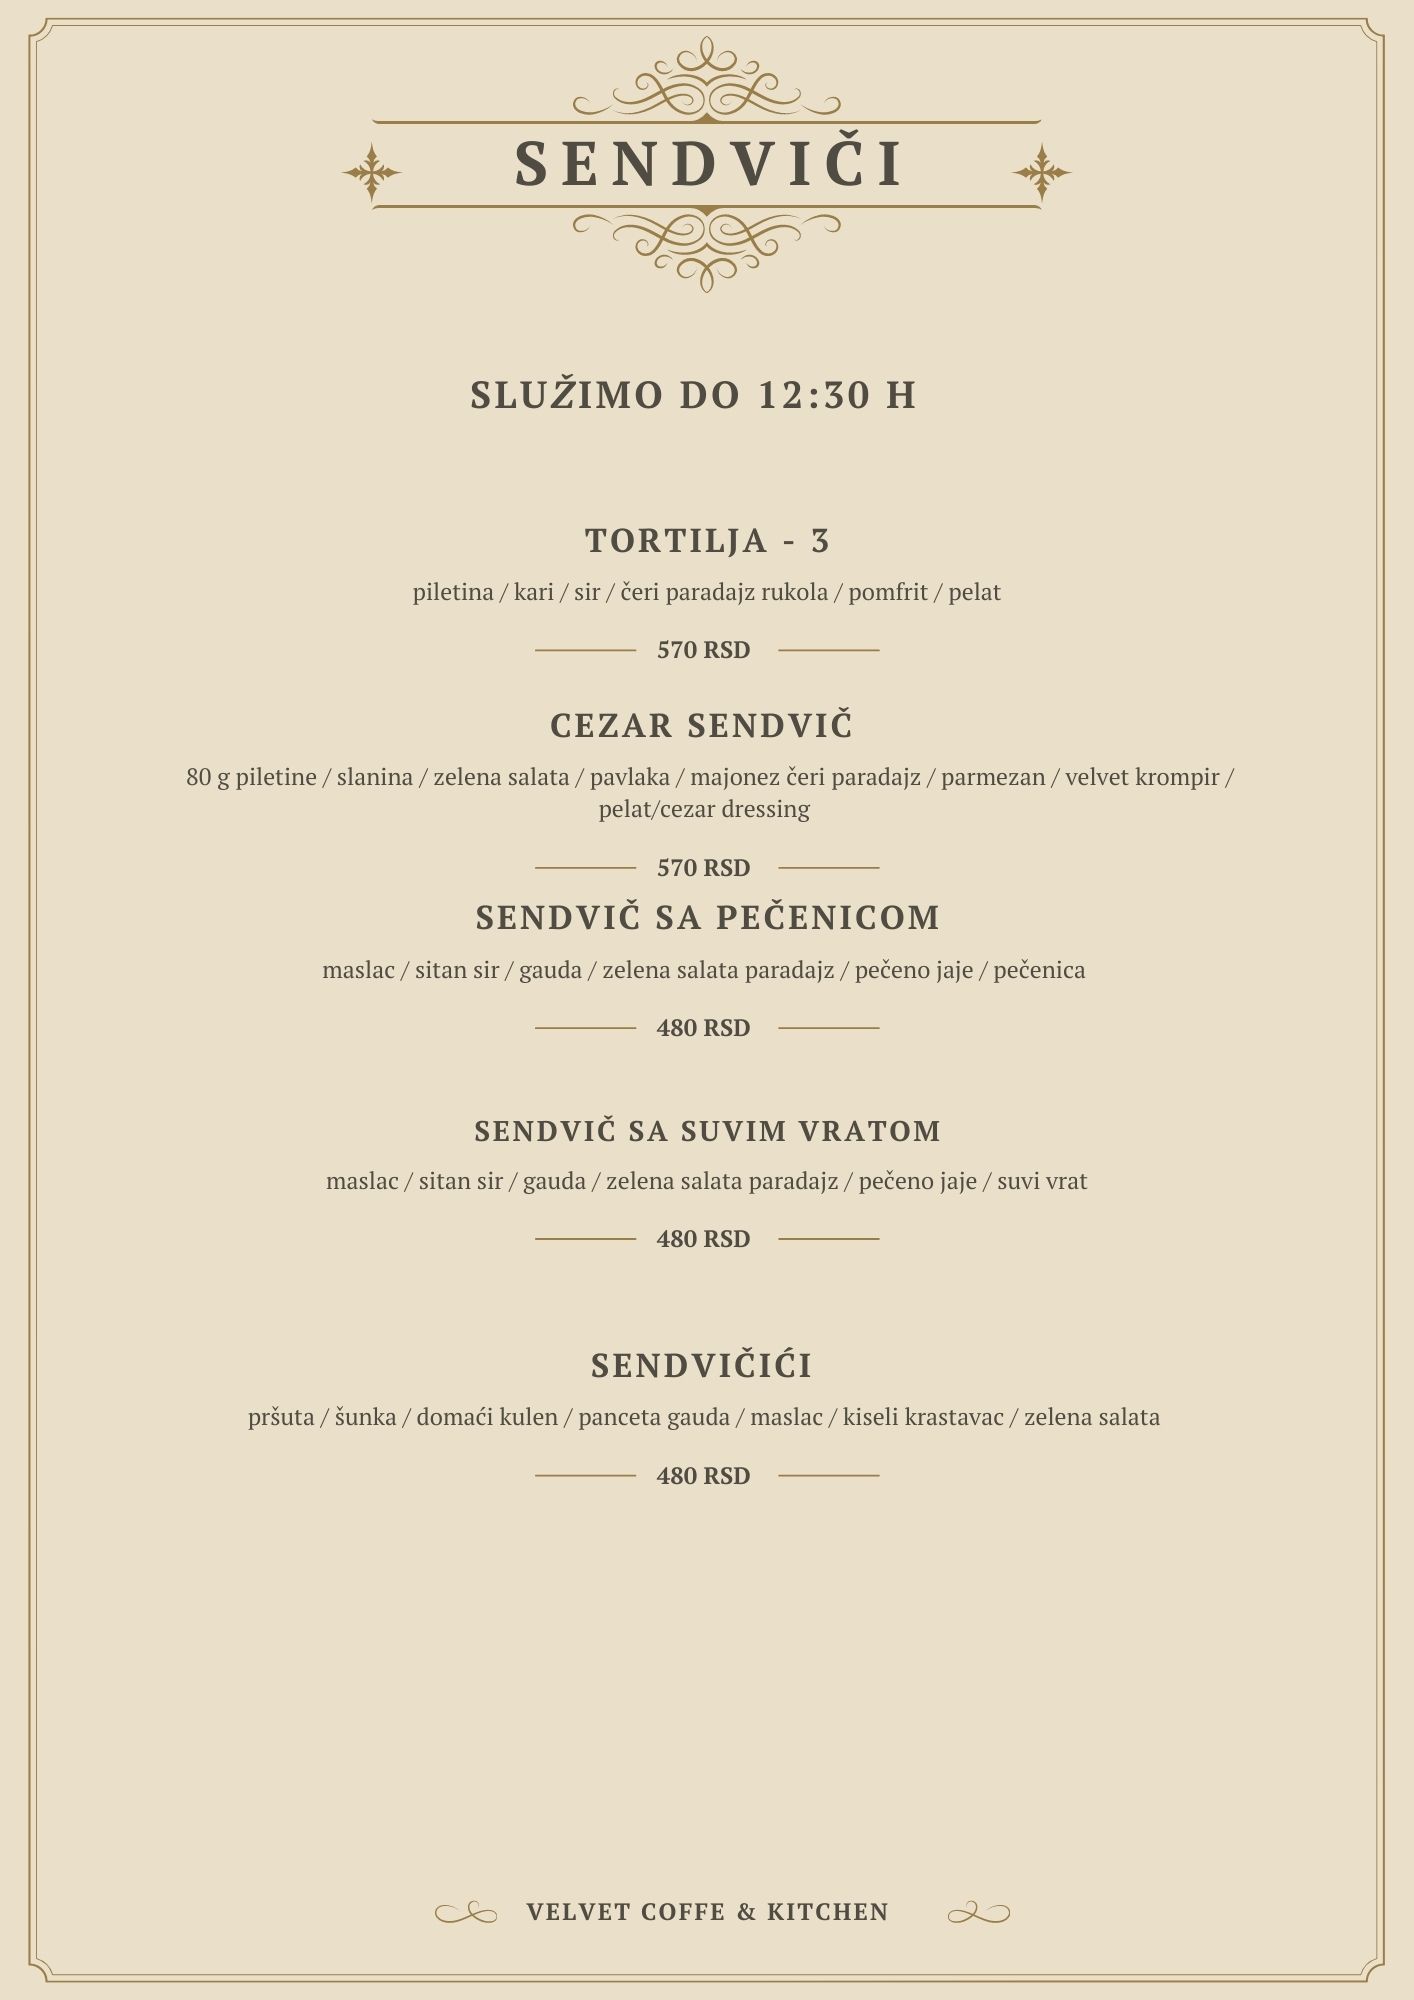 SENDVIČI
SLUŽIMO DO 12:30 H
TORTILJA - 3
piletina / kari / sir / čeri paradajz rukola / pomfrit / pelat
570 RSD
CEZAR SENDVIČ
80 g piletine / slanina / zelena salata / pavlaka / majonez čeri paradajz / parmezan / velvet krompir /
pelat/cezar dressing
570 RSD
SENDVIČ SA PEČENICOM
maslac / sitan sir / gauda / zelena salata paradajz / pečeno jaje / pečenica
480 RSD
SENDVIČ SA SUVIM VRATOM
maslac / sitan sir / gauda / zelena salata paradajz / pečeno jaje / suvi vrat
480 RSD
SENDVIČIĆI
pršuta / šunka / domaći kulen / panceta gauda / maslac / kiseli krastavac / zelena salata
480 RSD
VELVET COFFE & KITCHEN